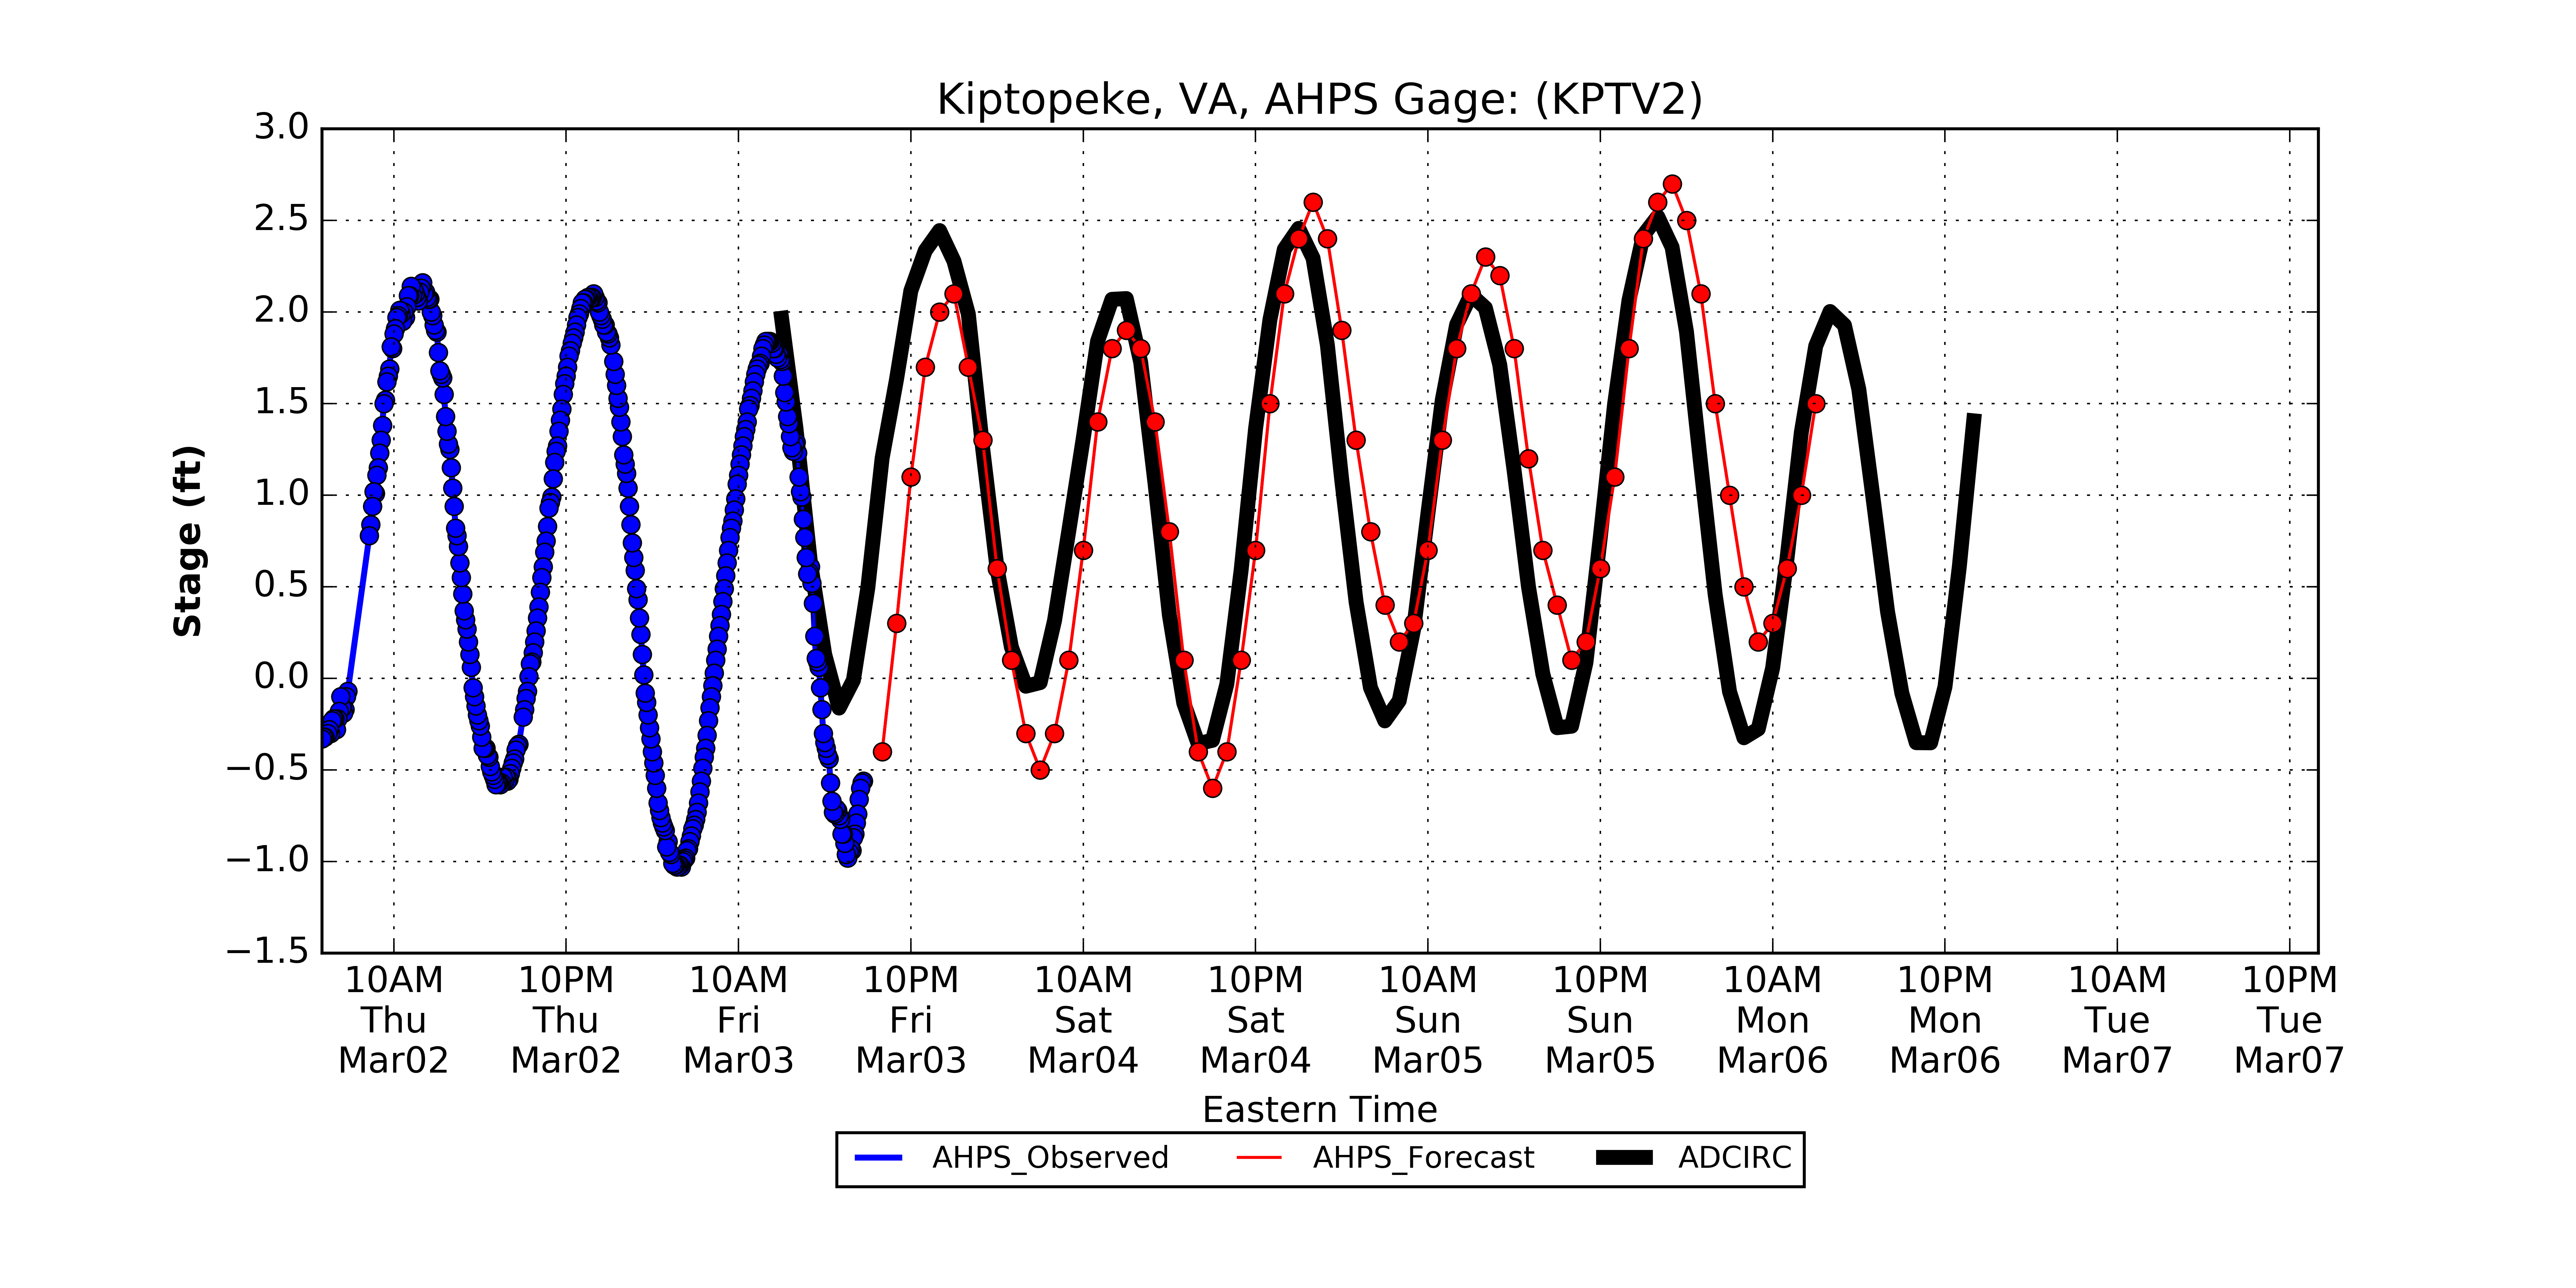 Kiptopeke, VA, AHPS Gage: (KPTV2)
3.0
2.5
2.0
1.5
1.0
0.5
0.0
−0.5
−1.0
−1.5
Stage (ft)
10AM 10PM 10AM 10PM 10AM 10PM 10AM 10PM 10AM 10PM 10AM 10PM
Thu Thu Fri Fri Sat Sat Sun Sun Mon Mon Tue Tue
Mar02 Mar02 Mar03 Mar03 Mar04 Mar04 Mar05 Mar05 Mar06 Mar06 Mar07 Mar07
Eastern Time
AHPS_Observed AHPS_Forecast ADCIRC